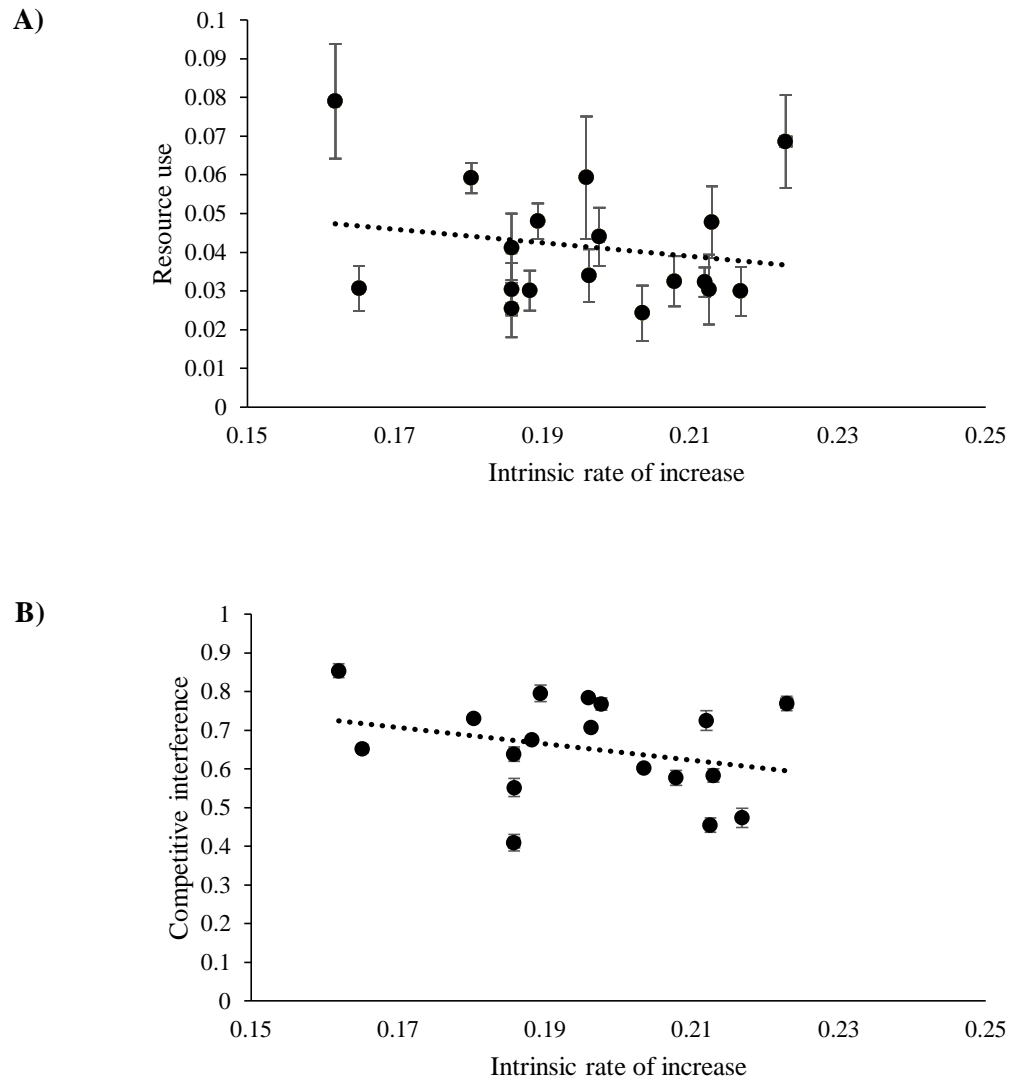 A)
0.1
0.09
0.08
0.07
0.06
0.05
0.04
0.03
0.02
0.01
0
Resource use
0.15 0.17 0.19 0.21 0.23 0.25
Intrinsic rate of increase
B)
1
0.9
0.8
0.7
0.6
0.5
0.4
0.3
0.2
0.1
0
Competitive interference
0.15 0.17 0.19 0.21 0.23 0.25
Intrinsic rate of increase